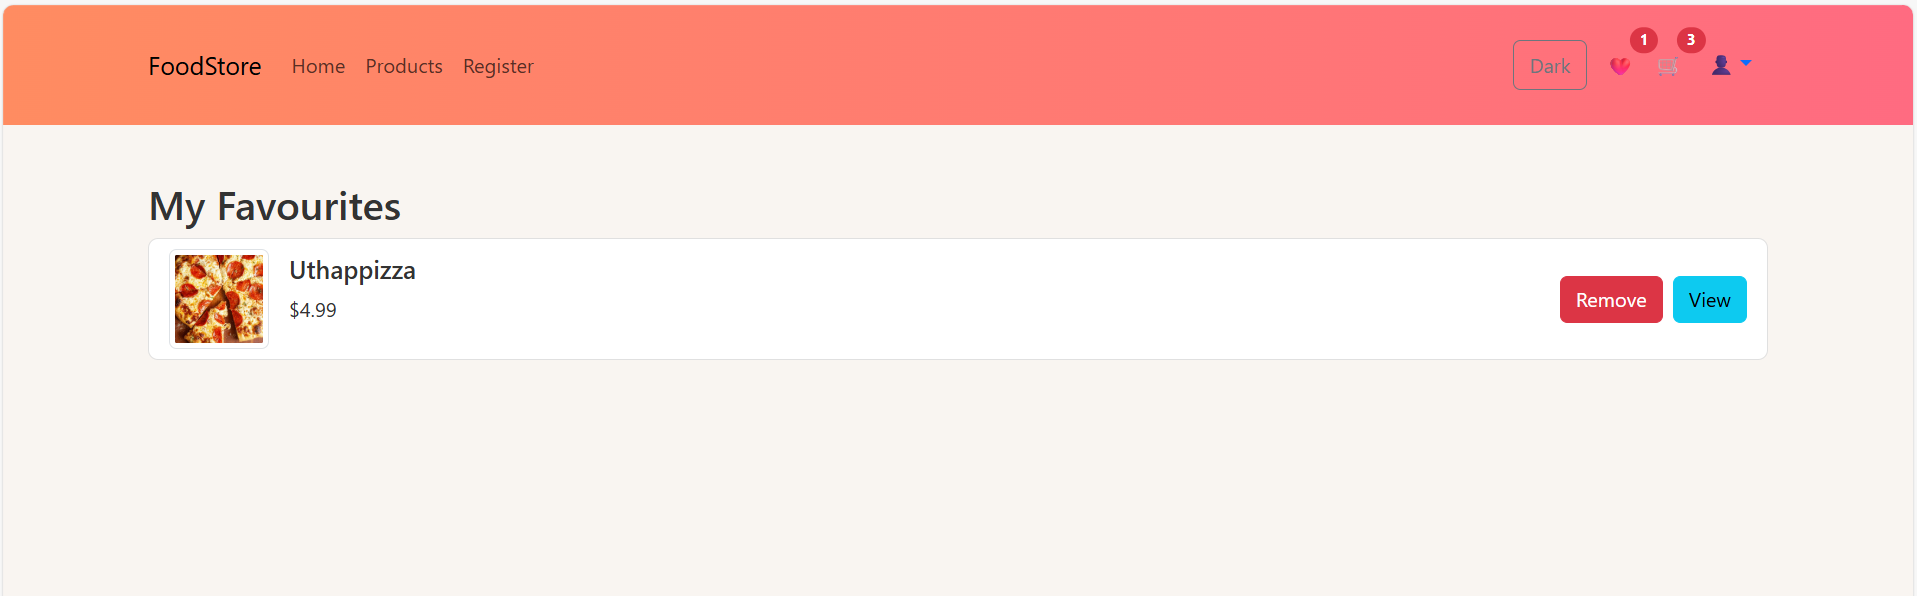 FoodStore Home Products Register Dark 1 3
My Favourites
Uthappizza
$4.99
Remove View